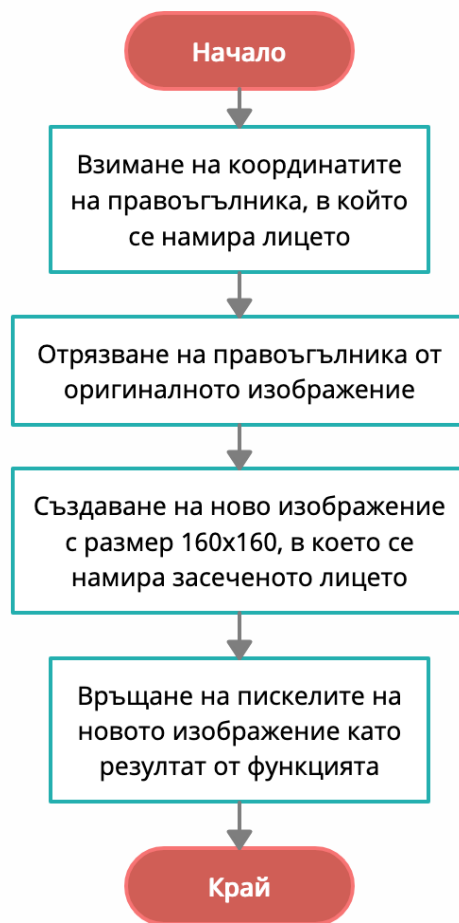 Начало
Взимане на координатите
на правоъгълника, в който
се намира лицето
Отрязване на правоъгълника от
оригиналното изображение
Създаване на ново изображение
с размер 160x160, в което се
намира засеченото лицето
Връщане на пискелите на
новото изображение като
резултат от функцията
Край